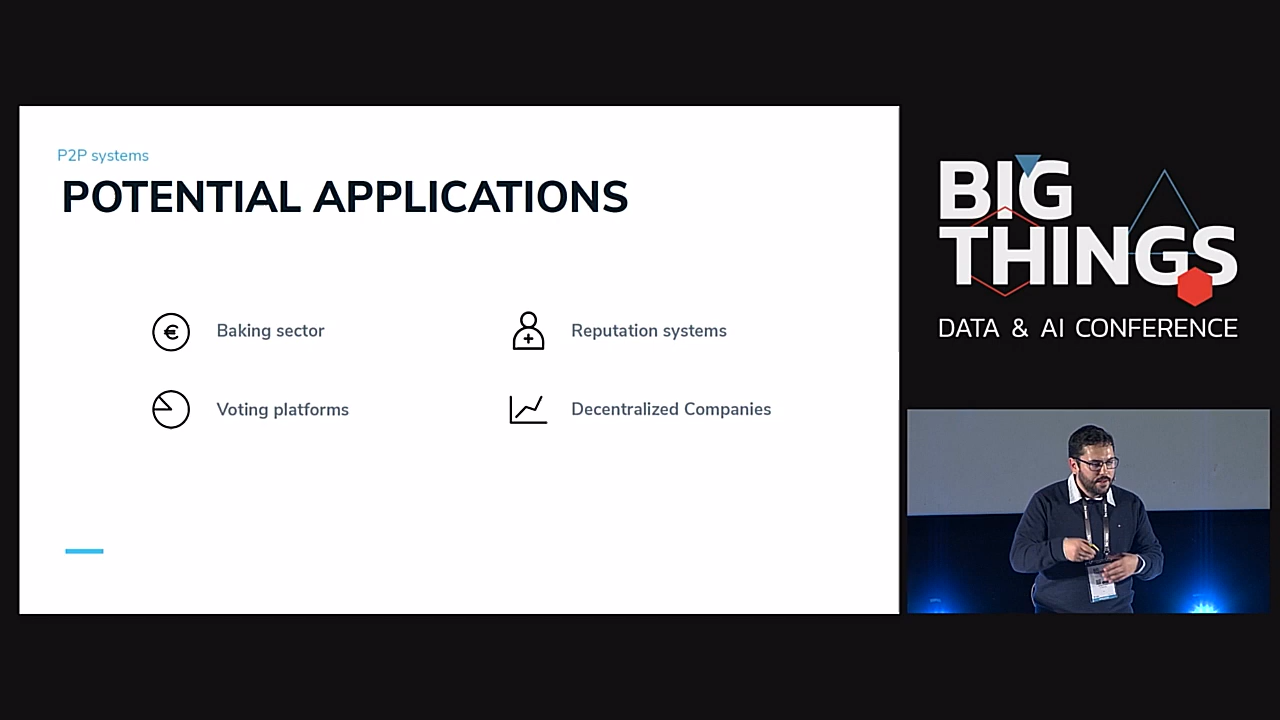 P2P systems
POTENTIAL APPLICATIONS
€ Baking sector
Reputation systems
Voting platforms
Decentralized Companies
BIG
THINGS
DATA & AI CONFERENCE